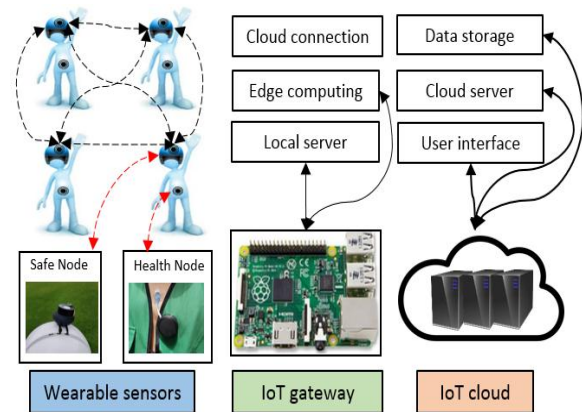 Cloud connection
Data storage
Edge computing
Cloud server
Local server
User interface
Safe Node
Health Node
Wearable sensors
IoT gateway
IoT cloud